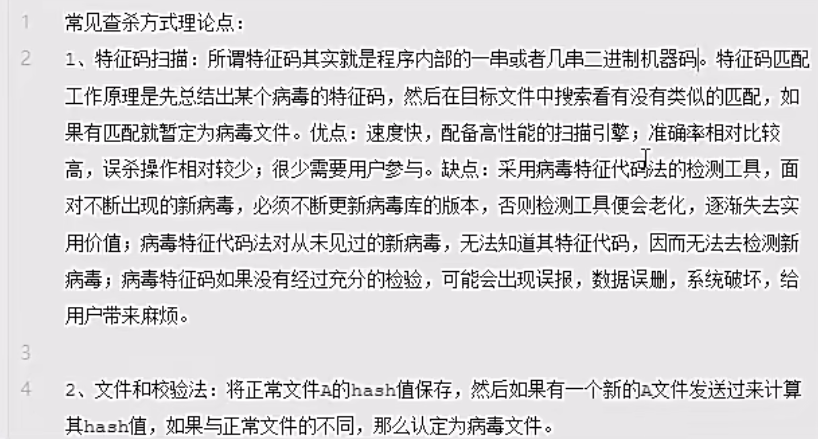 1 常见查杀方式理论点：
2 1、特征码扫描：所谓特征码其实就是程序内部的一串或者几串二进制机器码。特征码匹配
工作原理是先总结出某个病毒的特征码，然后在目标文件中搜索看有没有类似的匹配，如
果有匹配就暂定为病毒文件。优点：速度快，配备高性能的扫描引擎；准确率相对比较
高，误杀操作相对较少；很少需要用户参与。缺点：采用病毒特征代码法的检测工具，面
对不断出现的新病毒，必须不断更新病毒库的版本，否则检测工具便会老化，逐渐失去实
用价值；病毒特征代码法对从未见过的新病毒，无法知道其特征代码，因而无法去检测新
病毒；病毒特征码如果没有经过充分的检验，可能会出现误报，数据误删，系统破坏，给
用户带来麻烦。
3
4 2、文件和校验法：将正常文件A的hash值保存，然后如果有一个新的A文件发送过来计算
其hash值，如果与正常文件的不同，那么认定为病毒文件。